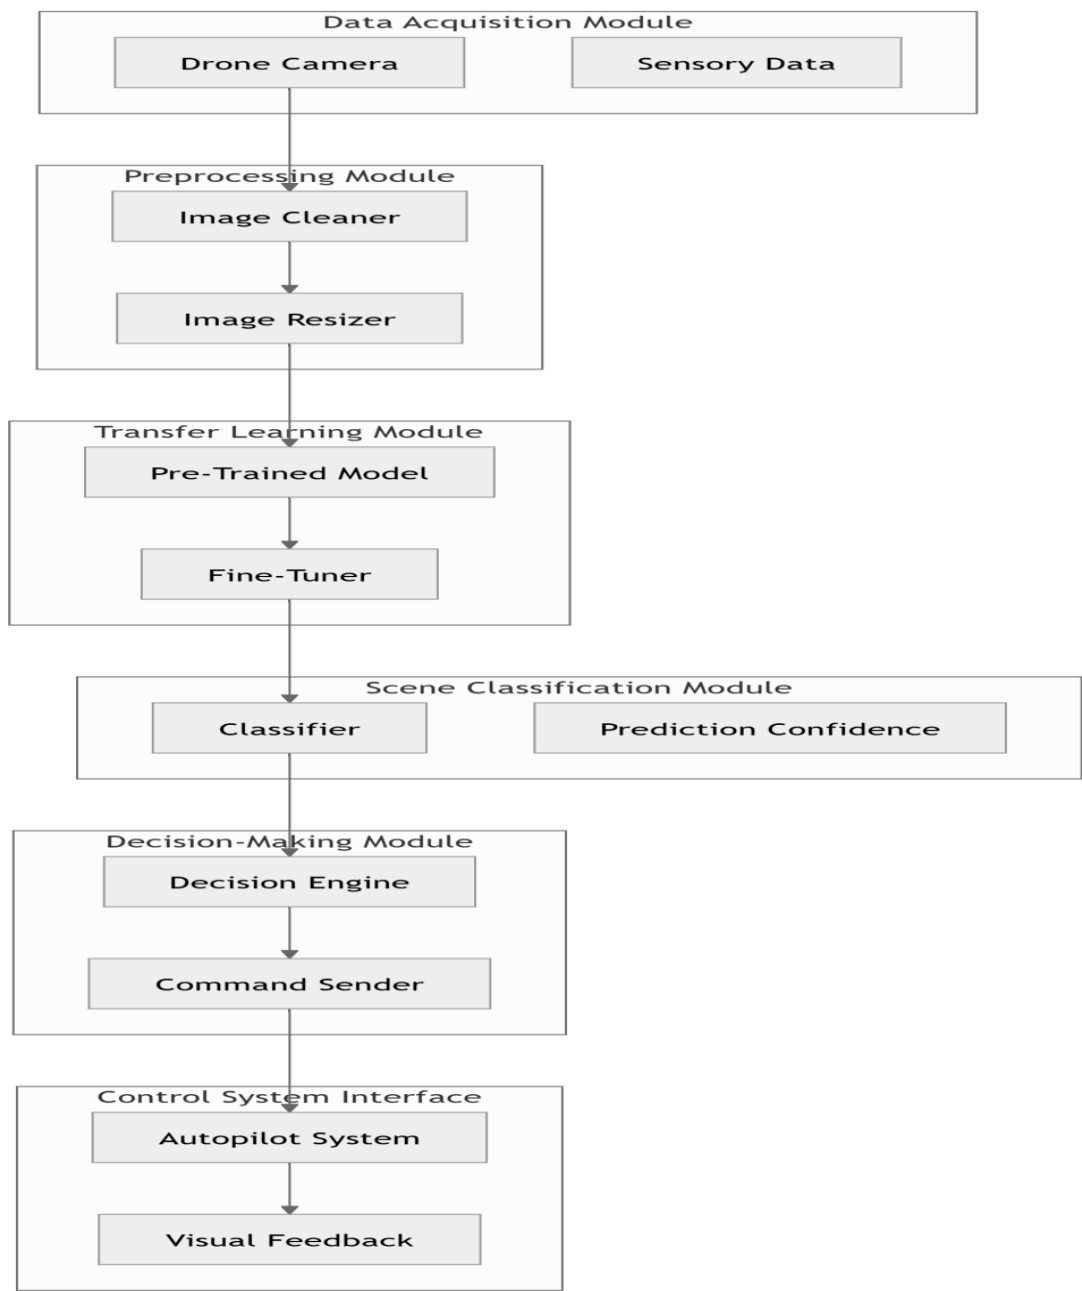 Data Acquisition Module
Drone Camera
Sensory Data
Preprocessing Module
Image Cleaner
Image Resizer
Transfer Learning Module
Pre-Trained Model
Fine-Tuner
Scene Classification Module
Classifier
Prediction Confidence
Decision-Making Module
Decision Engine
Command Sender
Control System Interface
Autopilot System
Visual Feedback